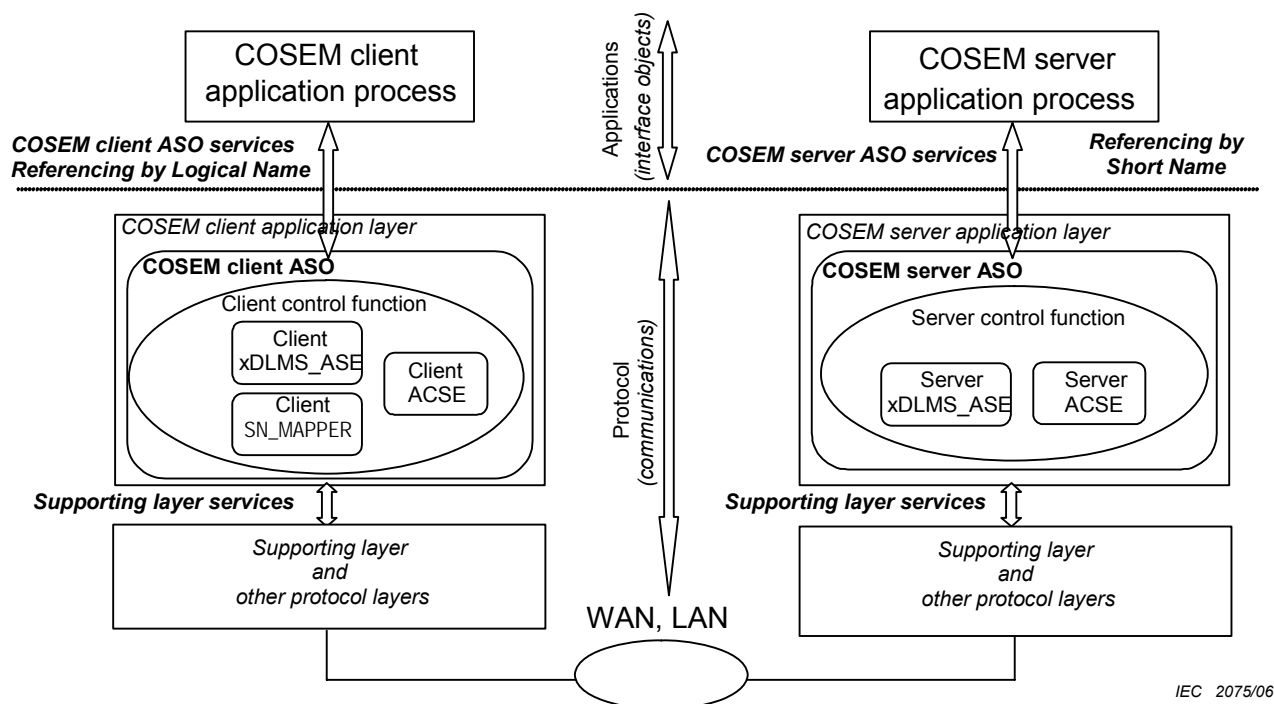 COSEM client
application process
COSEM server
application process
Applications
(interface objects)
COSEM client ASO services
Referencing by Logical Name
COSEM server ASO services
Referencing by
Short Name
COSEM client application layer
COSEM client ASO
Client control function
Client
xDLMS_ASE
Client
ACSE
Client
SN_MAPPER
Protocol
(communications)
COSEM server application layer
COSEM server ASO
Server control function
Server
xDLMS_ASE
Server
ACSE
Supporting layer services
Supporting layer services
Supporting layer
and
other protocol layers
Supporting layer
and
other protocol layers
WAN, LAN
IEC 2075/06